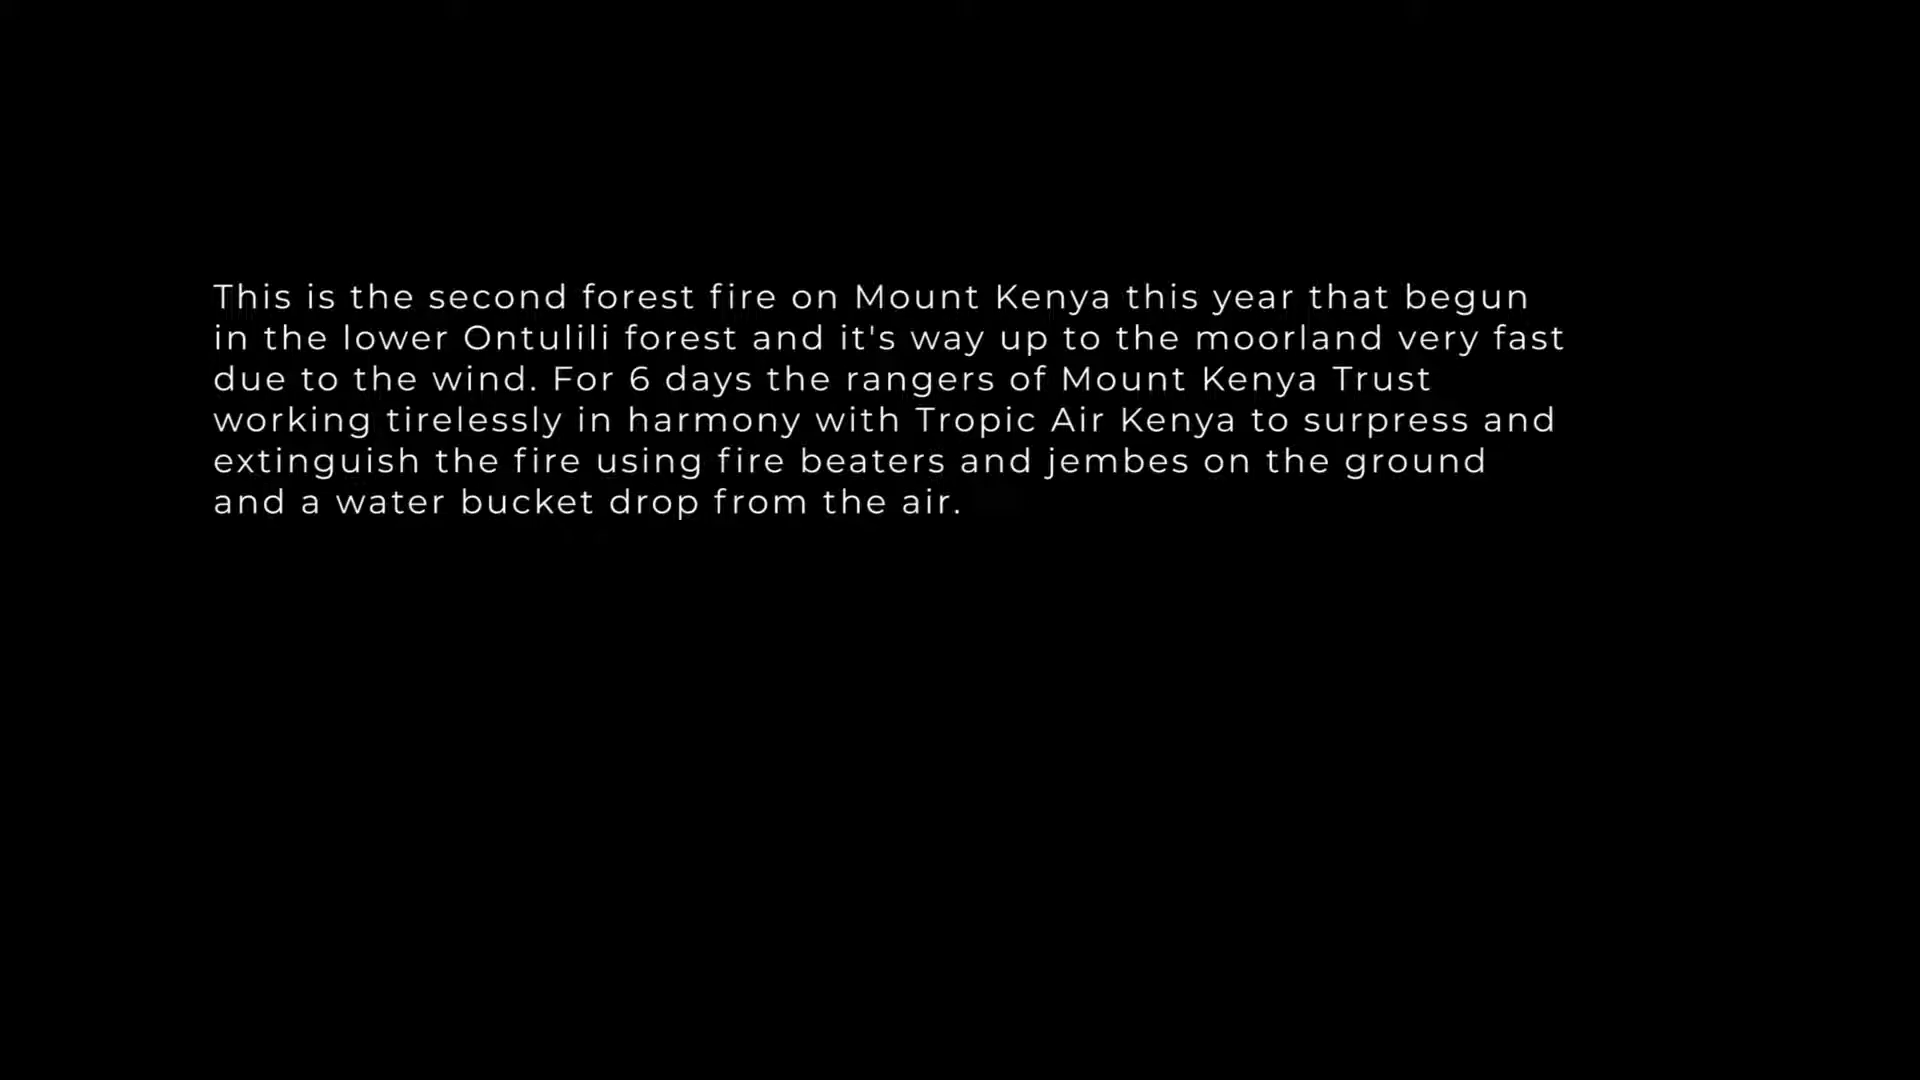 This is the second forest fire on Mount Kenya this year that begun
in the lower Ontulili forest and it's way up to the moorland very fast
due to the wind. For 6 days the rangers of Mount Kenya Trust
working tirelessly in harmony with Tropic Air Kenya to surpress and
extinguish the fire using fire beaters and jembes on the ground
and a water bucket drop from the air.